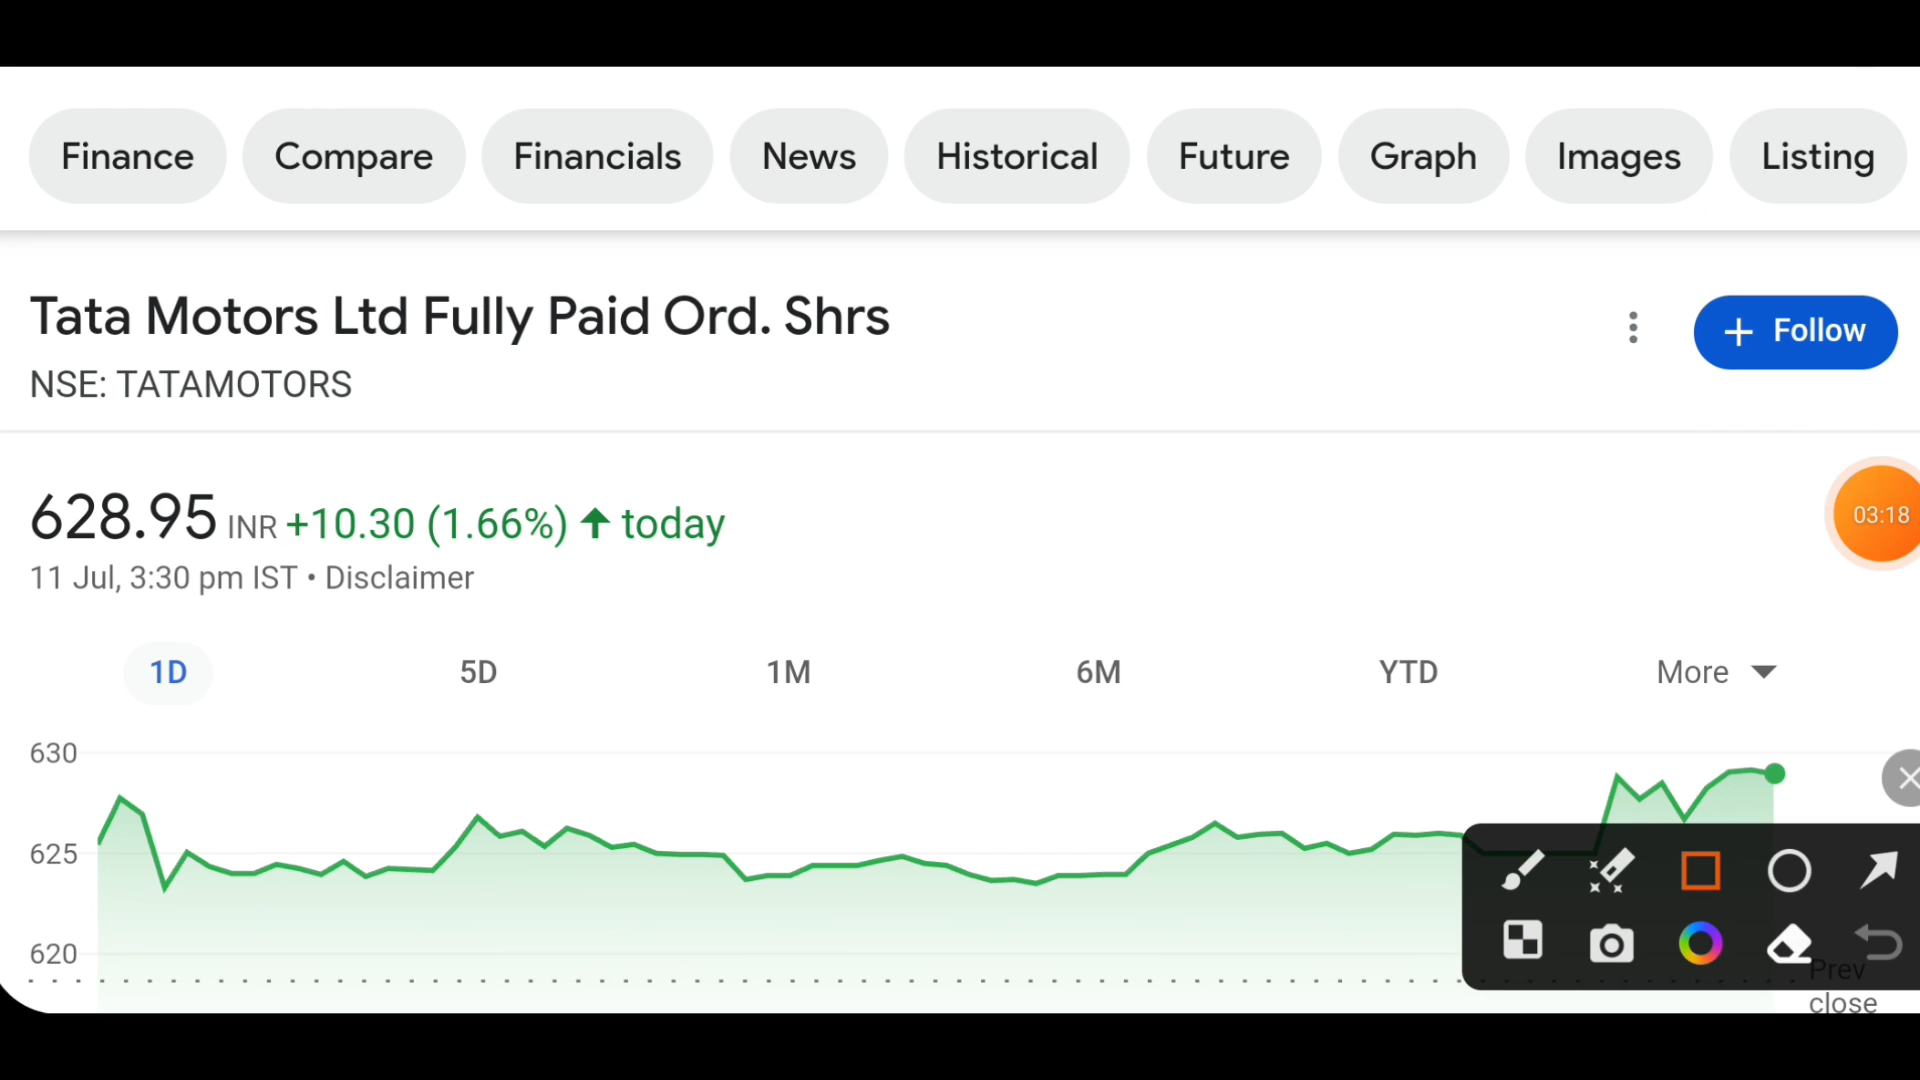 Finance Compare Financials News Historical Future Graph Images Listing
Tata Motors Ltd Fully Paid Ord. Shrs
+ Follow
NSE: TATAMOTORS
628.95 INR +10.30 (1.66%) ↑ today
03:18
11 Jul, 3:30 pm IST • Disclaimer
1D 5D 1M 6M YTD More
630
625
620
Prev
close